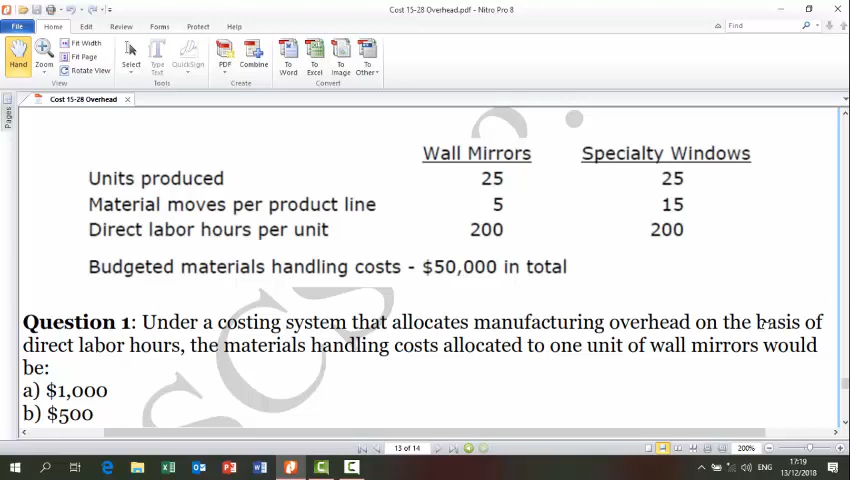 Cost 15-28 Overhead.pdf - Nitro Pro 8
File Home Edit Review Forms Protect Help
Find
Hand Zoom Fit Width Select Type Text QuickSign PDF Combine To Word To Excel To Image To Other
Fit Page
Rotate View
View Tools Create Convert
Cost 15-28 Overhead
Pages
Wall Mirrors Specialty Windows
Units produced 25 25
Material moves per product line 5 15
Direct labor hours per unit 200 200
Budgeted materials handling costs - $50,000 in total
Question 1: Under a costing system that allocates manufacturing overhead on the basis of
direct labor hours, the materials handling costs allocated to one unit of wall mirrors would
be:
a) $1,000
b) $500
13 of 14 200%
ENG 17:19
13/12/2018